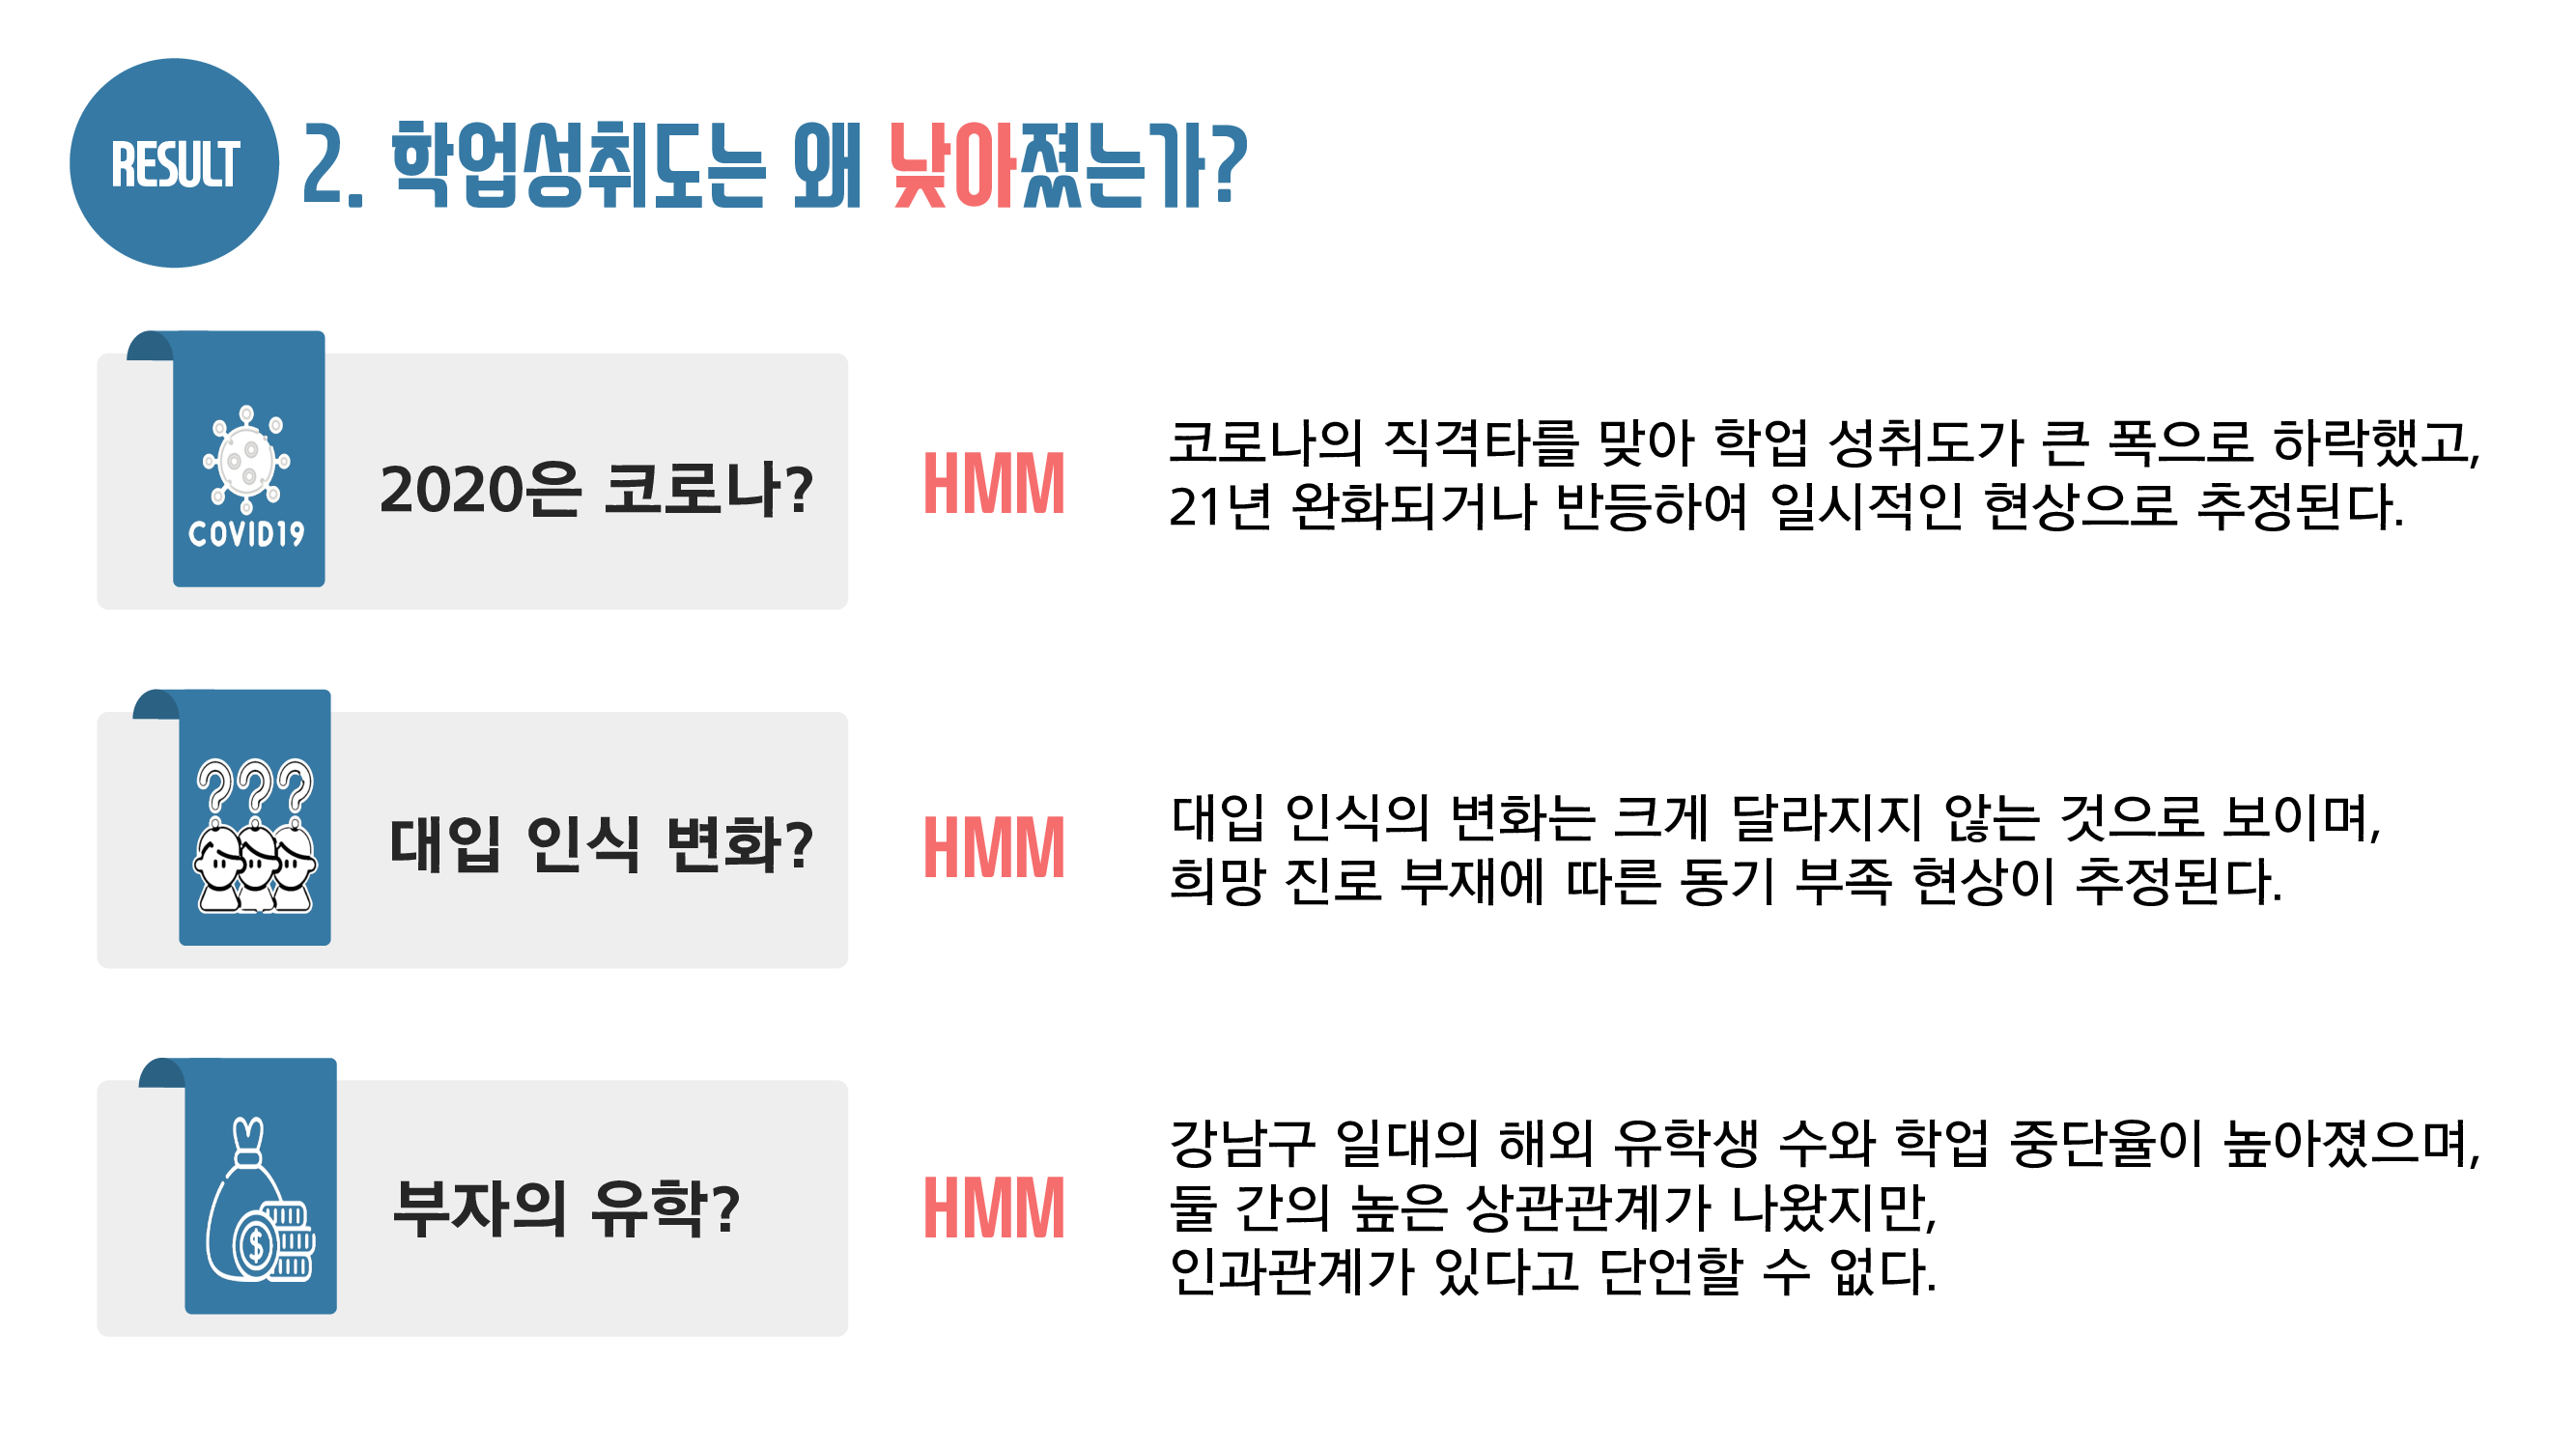 RESULT
2. 학업성취도는 왜 낮아졌는가?
COVID19
2020은 코로나?
HMM
코로나의 직격타를 맞아 학업 성취도가 큰 폭으로 하락했고,
21년 완화되거나 반등하여 일시적인 현상으로 추정된다.
???
대입 인식 변화?
HMM
대입 인식의 변화는 크게 달라지지 않는 것으로 보이며,
희망 진로 부재에 따른 동기 부족 현상이 추정된다.
$
부자의 유학?
HMM
강남구 일대의 해외 유학생 수와 학업 중단율이 높아졌으며,
둘 간의 높은 상관관계가 나왔지만,
인과관계가 있다고 단언할 수 없다.